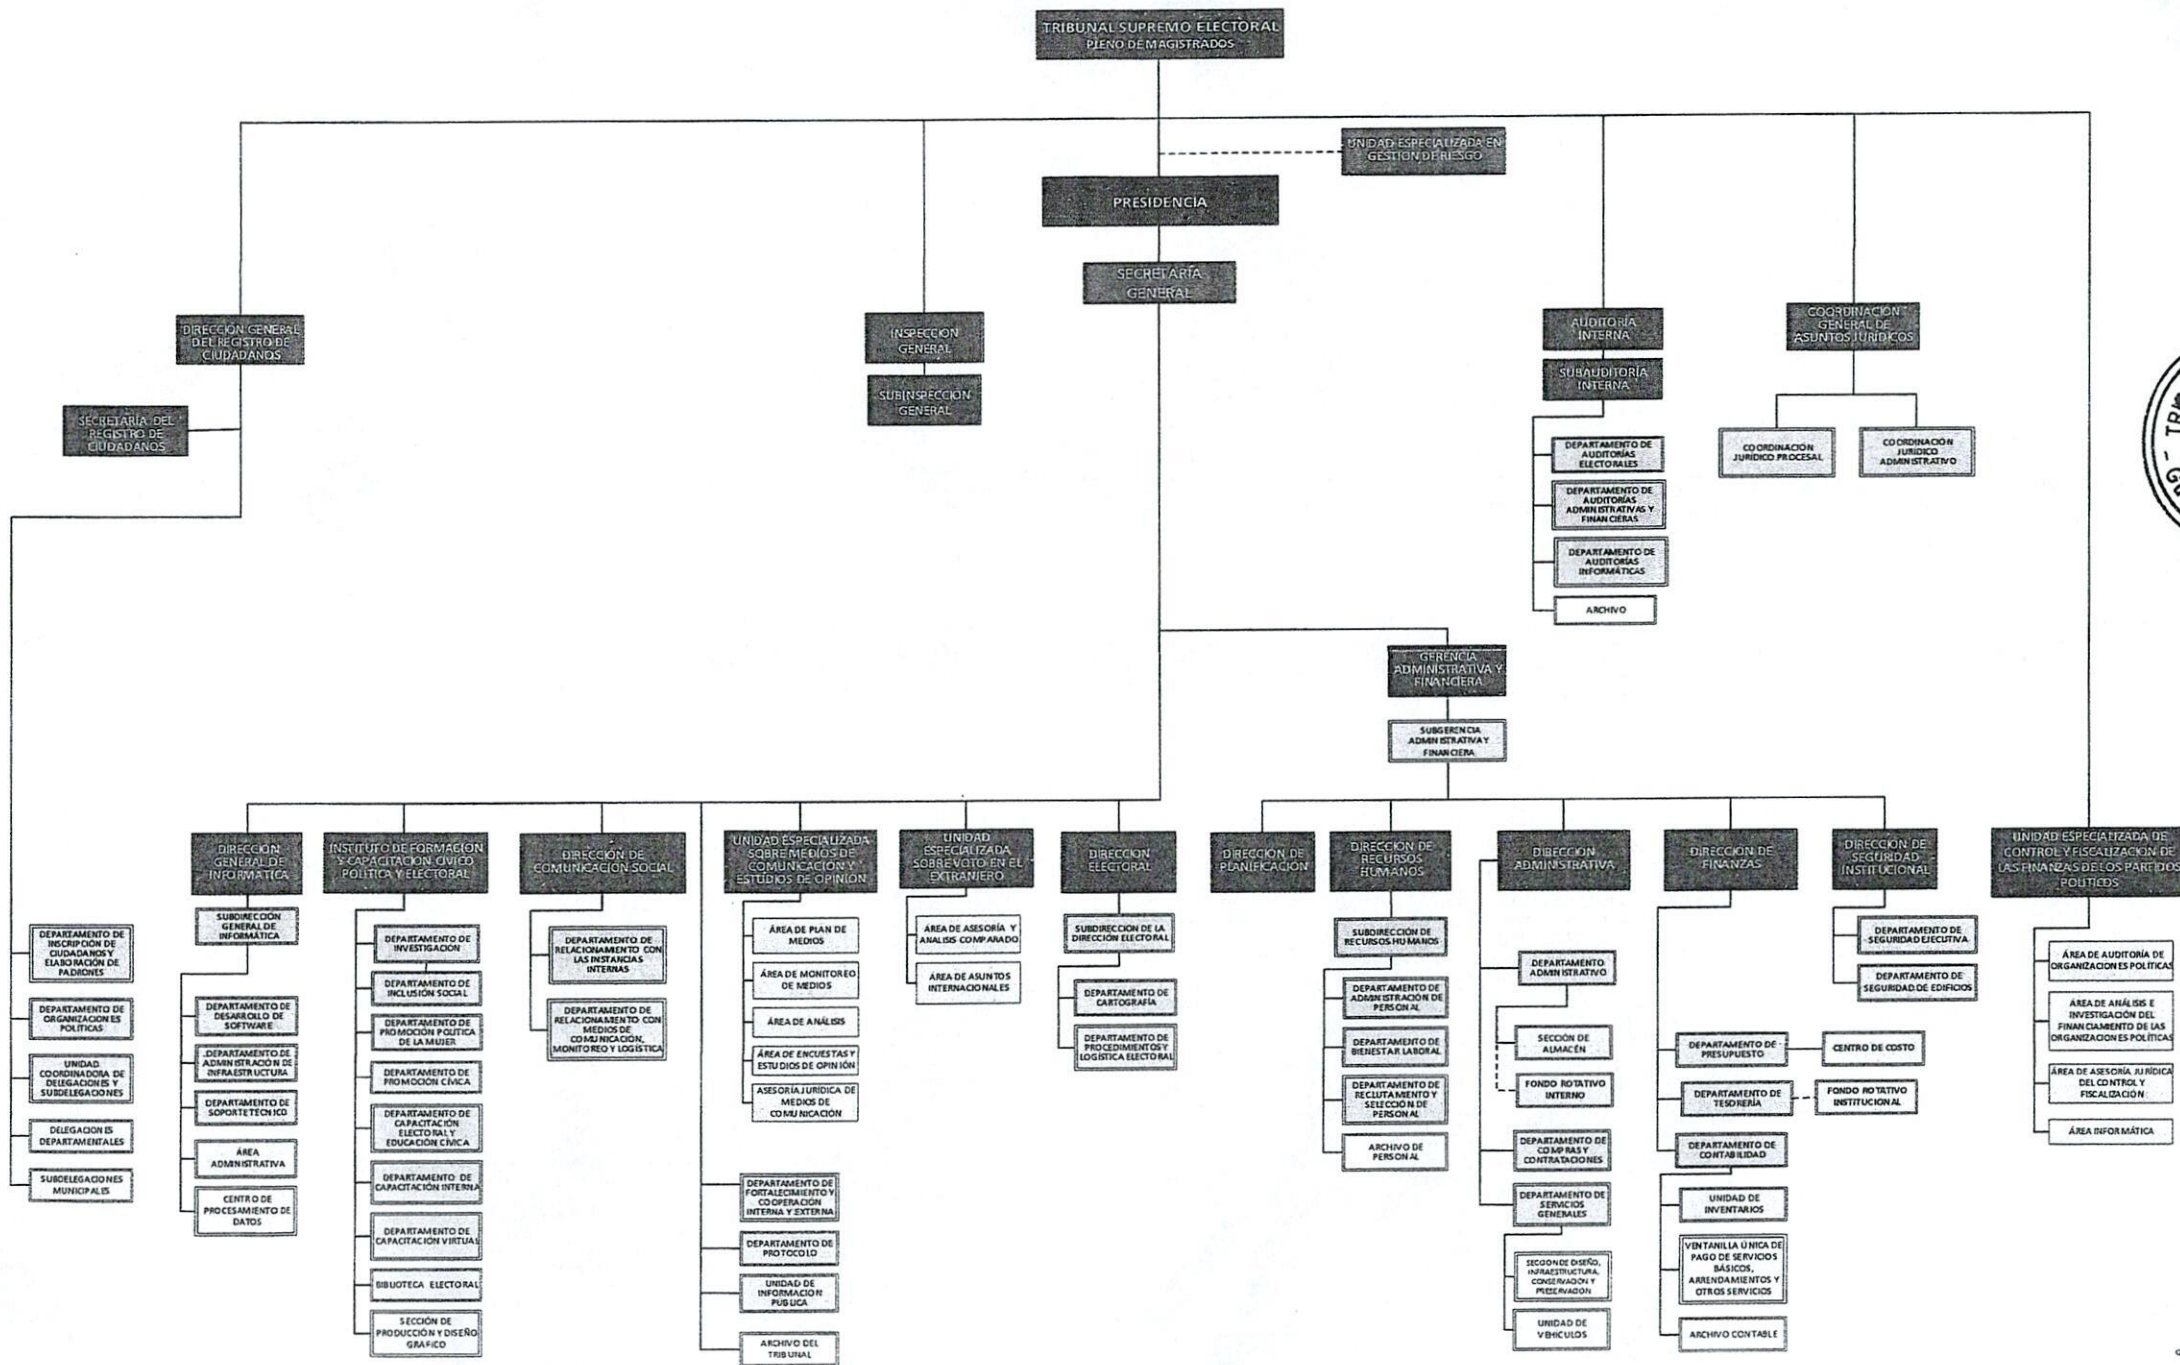 TRIBUNAL SUPREMO ELECTORAL
PLENO DE MAGISTRADOS
UNIDAD ESPECIALIZADA EN
GESTIÓN DE RIESGO
PRESIDENCIA
SECRETARÍA
GENERAL
DIRECCIÓN GENERAL
DEL REGISTRO DE
CIUDADANOS
SECRETARÍA DEL
REGISTRO DE
CIUDADANOS
INSPECCIÓN
GENERAL
SUBINSPECCIÓN
GENERAL
AUDITORÍA
INTERNA
SUBAUDITORÍA
INTERNA
DEPARTAMENTO DE
AUDITORÍAS
ELECTORALES
DEPARTAMENTO DE
AUDITORÍAS
ADMINISTRATIVAS Y
FINANCIERAS
DEPARTAMENTO DE
AUDITORÍAS
INFORMÁTICAS
ARCHIVO
COORDINACIÓN
GENERAL DE
ASUNTOS JURÍDICOS
COORDINACIÓN
JURÍDICO PROCESAL
COORDINACIÓN
JURÍDICO
ADMINISTRATIVO
GERENCIA
ADMINISTRATIVA Y
FINANCIERA
SUBGERENCIA
ADMINISTRATIVA Y
FINANCIERA
DEPARTAMENTO DE
INSCRIPCIÓN DE
CIUDADANOS Y
ELABORACIÓN DE
PADRONES
DEPARTAMENTO DE
ORGANIZACIONES
POLÍTICAS
UNIDAD
COORDINADORA DE
DELEGACIONES Y
SUBDELEGACIONES
DELEGACIONES
DEPARTAMENTALES
SUBDELEGACIONES
MUNICIPALES
DIRECCIÓN
GENERAL DE
INFORMÁTICA
SUBDIRECCIÓN
GENERAL DE
INFORMÁTICA
DEPARTAMENTO DE
DESARROLLO DE
SOFTWARE
DEPARTAMENTO DE
ADMINISTRACIÓN DE
INFRAESTRUCTURA
DEPARTAMENTO DE
SOPORTE TÉCNICO
ÁREA
ADMINISTRATIVA
CENTRO DE
PROCESAMIENTO DE
DATOS
INSTITUTO DE FORMACIÓN
Y CAPACITACIÓN CÍVICO
POLÍTICA Y ELECTORAL
DEPARTAMENTO DE
INVESTIGACIÓN
DEPARTAMENTO DE
INCLUSIÓN SOCIAL
DEPARTAMENTO DE
PROMOCIÓN POLÍTICA
DE LA MUJER
DEPARTAMENTO DE
PROMOCIÓN CÍVICA
DEPARTAMENTO DE
CAPACITACIÓN
ELECTORAL Y
EDUCACIÓN CÍVICA
DEPARTAMENTO DE
CAPACITACIÓN INTERNA
DEPARTAMENTO DE
CAPACITACIÓN VIRTUAL
BIBLIOTECA ELECTORAL
SECCIÓN DE
PRODUCCIÓN Y DISEÑO
GRÁFICO
DIRECCIÓN DE
COMUNICACIÓN SOCIAL
DEPARTAMENTO DE
RELACIONAMIENTO CON
LAS INSTANCIAS
INTERNAS
DEPARTAMENTO DE
RELACIONAMIENTO CON
MEDIOS DE
COMUNICACIÓN,
MONITOREO Y LOGÍSTICA
UNIDAD ESPECIALIZADA
SOBRE MEDIOS DE
COMUNICACIÓN Y
ESTUDIOS DE OPINIÓN
ÁREA DE PLAN DE
MEDIOS
ÁREA DE MONITOREO
DE MEDIOS
ÁREA DE ANÁLISIS
ÁREA DE ENCUESTAS Y
ESTUDIOS DE OPINIÓN
ASESORÍA JURÍDICA DE
MEDIOS DE
COMUNICACIÓN
DEPARTAMENTO DE
FORTALECIMIENTO Y
COOPERACIÓN
INTERNA Y EXTERNA
DEPARTAMENTO DE
PROTOCOLO
UNIDAD DE
INFORMACIÓN
PÚBLICA
ARCHIVO DEL
TRIBUNAL
UNIDAD
ESPECIALIZADA
SOBRE VOTO EN EL
EXTRANJERO
ÁREA DE ASESORÍA Y
ANALISIS COMPARADO
ÁREA DE ASUNTOS
INTERNACIONALES
DIRECCIÓN
ELECTORAL
SUBDIRECCIÓN DE LA
DIRECCIÓN ELECTORAL
DEPARTAMENTO DE
CARTOGRAFÍA
DEPARTAMENTO DE
PROCEDIMIENTOS Y
LOGÍSTICA ELECTORAL
DIRECCIÓN DE
PLANIFICACIÓN
DIRECCIÓN DE
RECURSOS
HUMANOS
SUBDIRECCIÓN DE
RECURSOS HUMANOS
DEPARTAMENTO DE
ADMINISTRACIÓN DE
PERSONAL
DEPARTAMENTO DE
BIENESTAR LABORAL
DEPARTAMENTO DE
RECLUTAMIENTO Y
SELECCIÓN DE
PERSONAL
ARCHIVO DE
PERSONAL
DIRECCIÓN
ADMINISTRATIVA
DEPARTAMENTO
ADMINISTRATIVO
SECCIÓN DE
ALMACÉN
FONDO ROTATIVO
INTERNO
DEPARTAMENTO DE
COMPRAS Y
CONTRATACIONES
DEPARTAMENTO DE
SERVICIOS
GENERALES
SECCION DE DISEÑO,
INFRAESTRUCTURA,
CONSERVACIÓN Y
PRESERVACIÓN
UNIDAD DE
VEHICULOS
DIRECCIÓN DE
FINANZAS
DEPARTAMENTO DE
PRESUPUESTO
CENTRO DE COSTO
DEPARTAMENTO DE
TESORERÍA
FONDO ROTATIVO
INSTITUCIONAL
DEPARTAMENTO DE
CONTABILIDAD
UNIDAD DE
INVENTARIOS
VENTANILLA ÚNICA DE
PAGO DE SERVICIOS
BÁSICOS,
ARRENDAMIENTOS Y
OTROS SERVICIOS
ARCHIVO CONTABLE
DIRECCIÓN DE
SEGURIDAD
INSTITUCIONAL
DEPARTAMENTO DE
SEGURIDAD EJECUTIVA
DEPARTAMENTO DE
SEGURIDAD DE EDIFICIOS
UNIDAD ESPECIALIZADA DE
CONTROL Y FISCALIZACIÓN DE
LAS FINANZAS DE LOS PARTIDOS
POLÍTICOS
ÁREA DE AUDITORÍA DE
ORGANIZACIONES POLÍTICAS
ÁREA DE ANÁLISIS E
INVESTIGACIÓN DEL
FINANCIAMIENTO DE LAS
ORGANIZACIONES POLÍTICAS
ÁREA DE ASESORÍA JURÍDICA
DEL CONTROL Y
FISCALIZACIÓN
ÁREA INFORMÁTICA